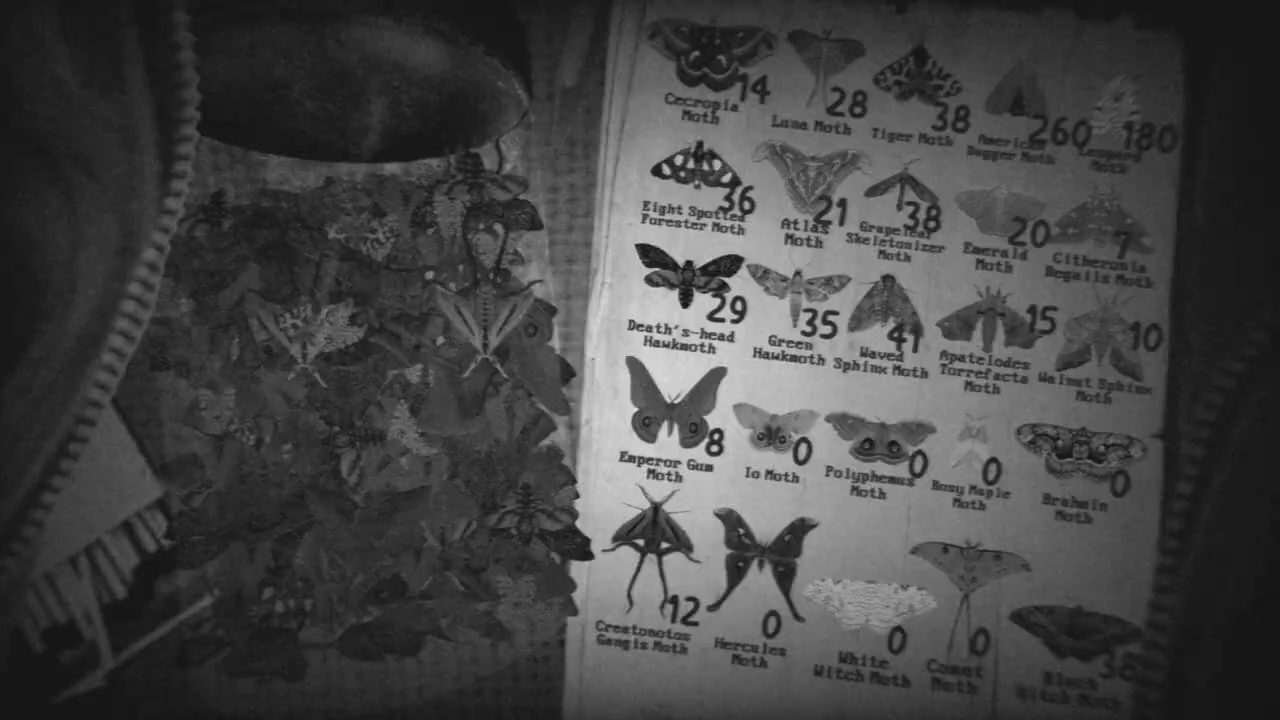 14
28
38
260
180
Cecropia
Moth
Luna Moth
Tiger Moth
American
Dagger Moth
Leopard
Moth
36
21
38
20
7
Eight Spotted
Forester Moth
Atlas
Moth
Grapeleaf
Skeletonizer
Moth
Emerald
Moth
Citheronia
Regalis Moth
29
35
41
15
10
Death's-head
Hawkmoth
Green
Hawkmoth
Waved
Sphinx Moth
Apatelodes
Torrefacta
Moth
Walnut Sphinx
Moth
8
0
0
0
0
Emperor Gum
Moth
Io Moth
Polyphemus
Moth
Rosy Maple
Moth
Brahmin
Moth
12
0
0
0
Creatonotos
Gangis Moth
Hercules
Moth
White
Witch Moth
Comet
Moth
Black
Witch Moth